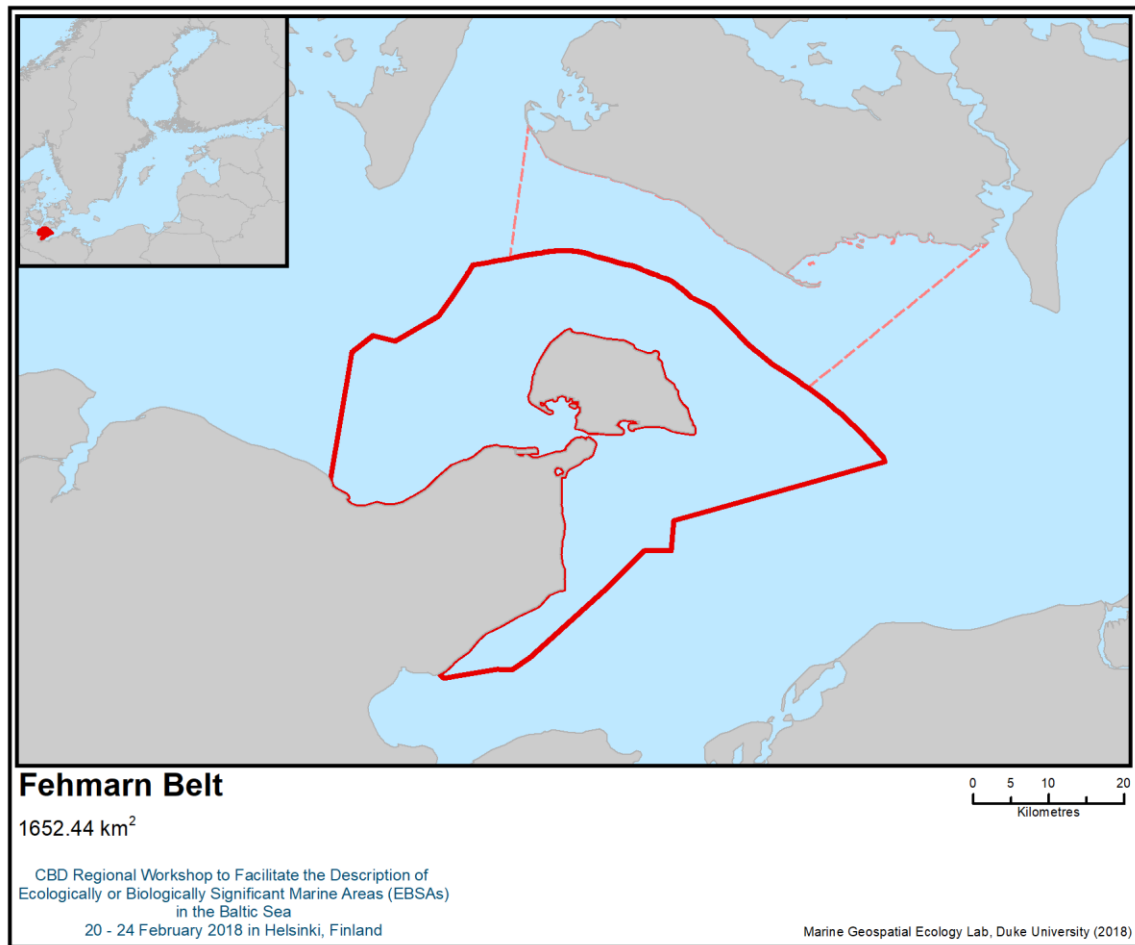 Fehmarn Belt
1652.44 km²
0 5 10 20
Kilometres
CBD Regional Workshop to Facilitate the Description of
Ecologically or Biologically Significant Marine Areas (EBSAs)
in the Baltic Sea
20 - 24 February 2018 in Helsinki, Finland
Marine Geospatial Ecology Lab, Duke University (2018)